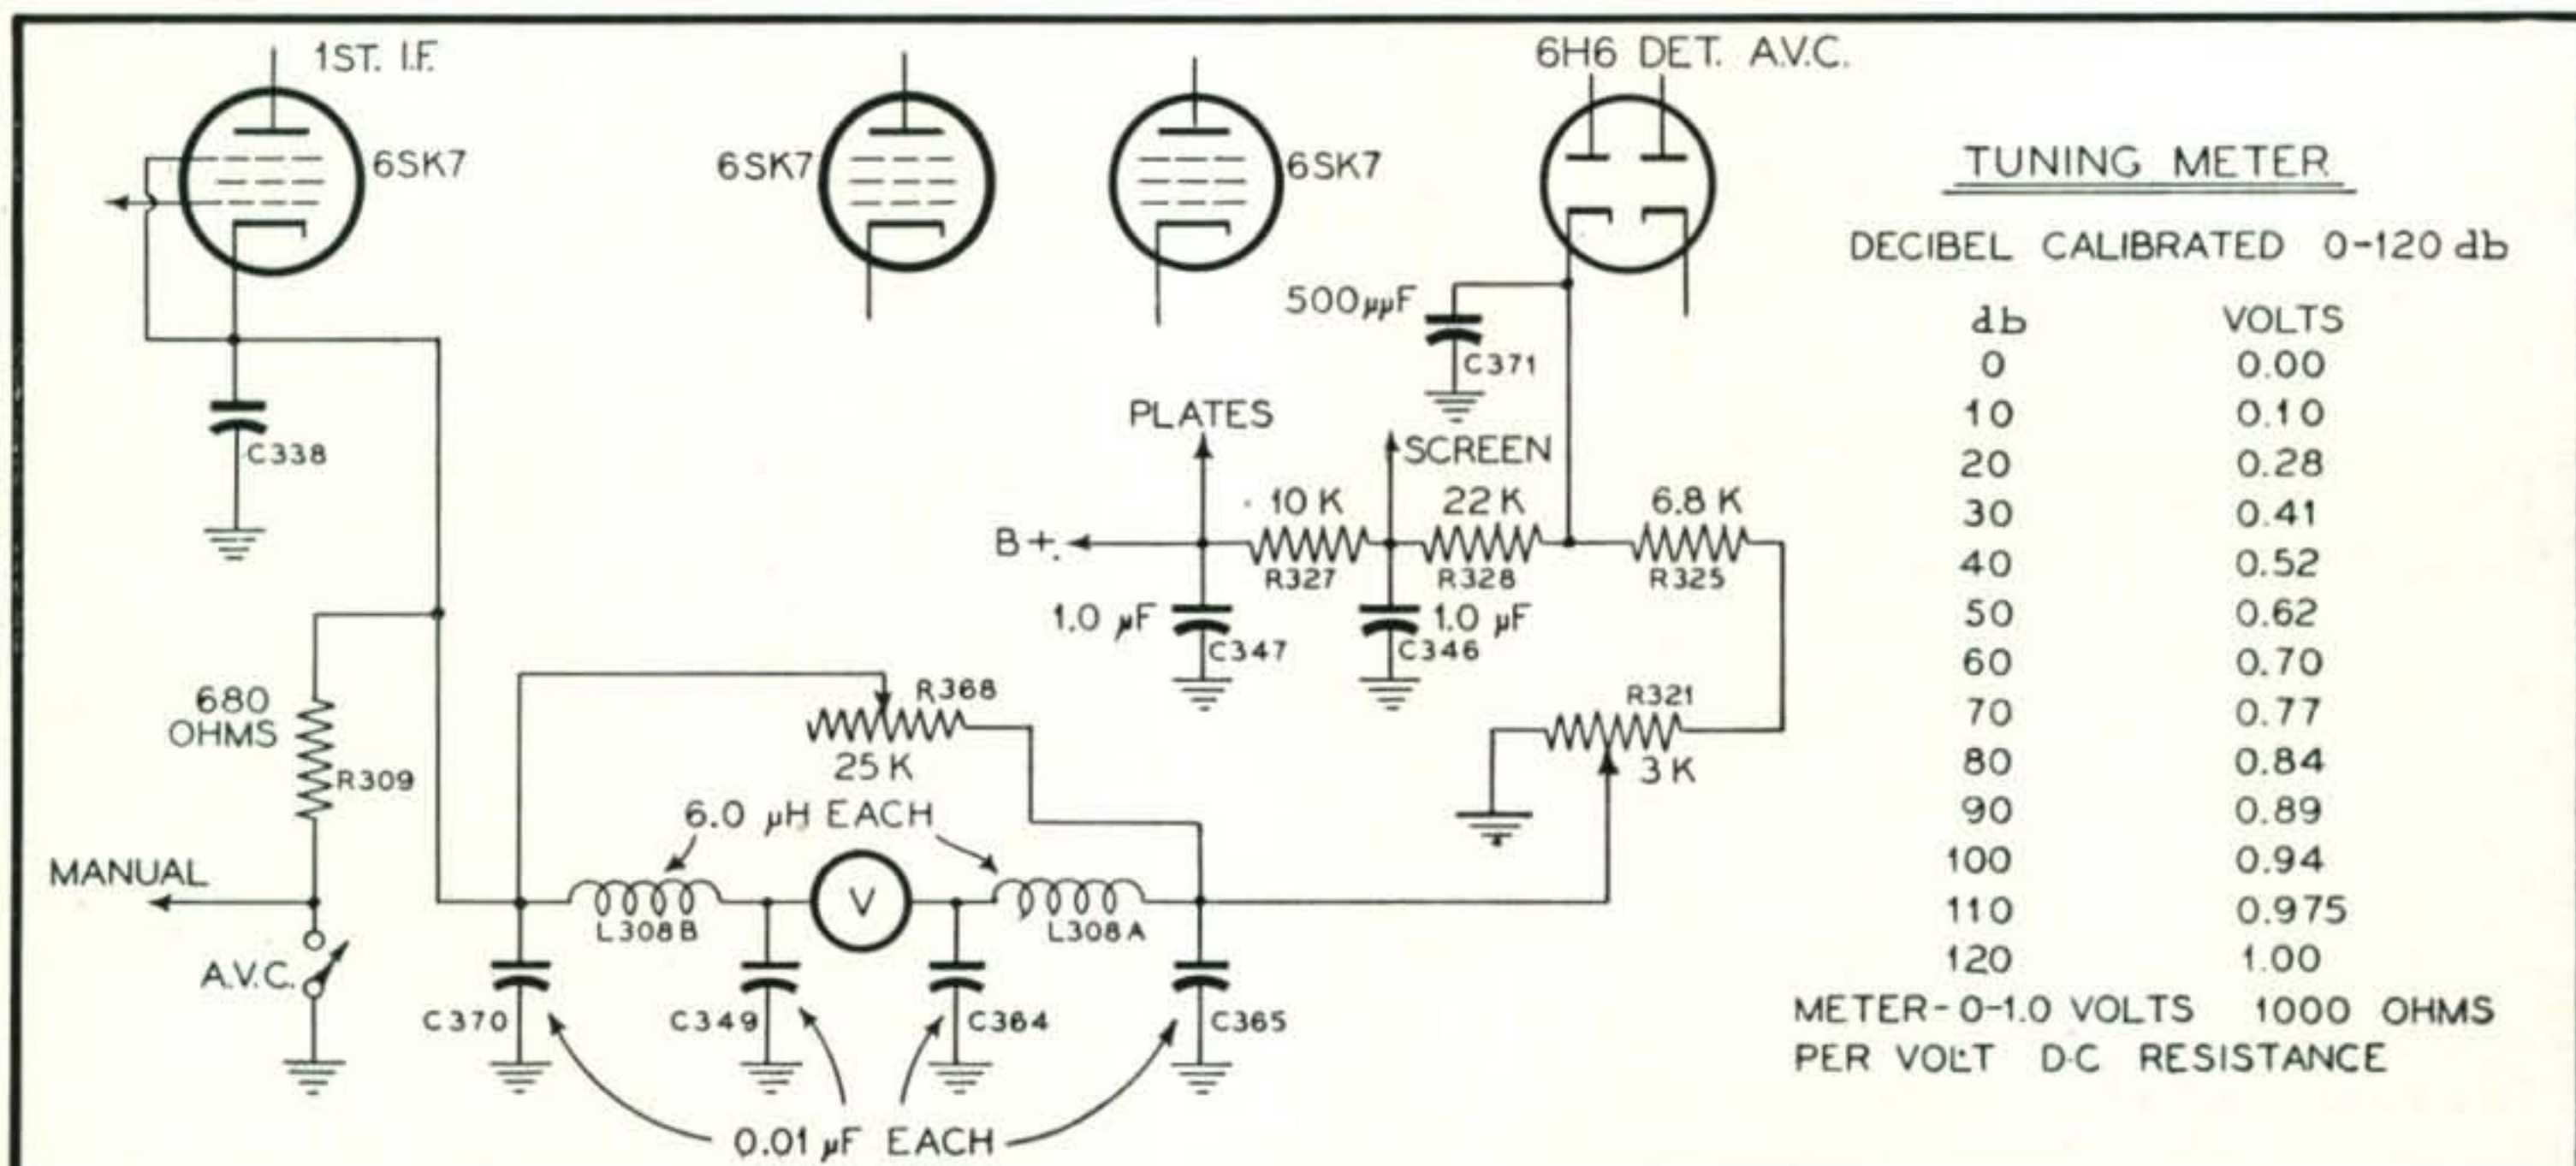 1ST. I.F.
6SK7
6SK7
6SK7
6H6 DET. A.V.C.
500μμF
C371
C338
PLATES
SCREEN
B+.
10 K
R327
22 K
R328
6.8 K
R325
1.0 μF
C347
1.0 μF
C346
680
OHMS
R309
R368
25 K
R321
3 K
6.0 μH EACH
MANUAL
L308B
V
L308A
A.V.C.
C370
C349
C364
C365
0.01 μF EACH
TUNING METER
DECIBEL CALIBRATED 0-120 db
db VOLTS
0 0.00
10 0.10
20 0.28
30 0.41
40 0.52
50 0.62
60 0.70
70 0.77
80 0.84
90 0.89
100 0.94
110 0.975
120 1.00
METER-0-1.0 VOLTS 1000 OHMS
PER VOLT D·C RESISTANCE